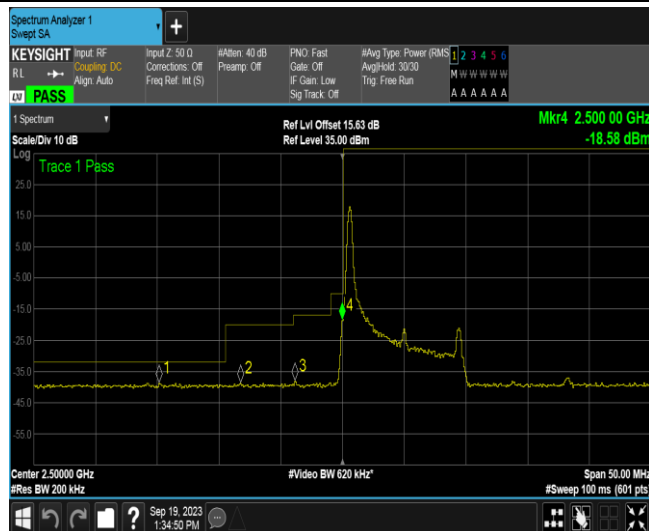 Spectrum Analyzer 1
Swept SA
KEYSIGHT
RL
LXI PASS
Input: RF
Coupling: DC
Align: Auto
Input Z: 50 Ω
Corrections: Off
Freq Ref: Int (S)
#Atten: 40 dB
Preamp: Off
PNO: Fast
Gate: Off
IF Gain: Low
Sig Track: Off
#Avg Type: Power (RMS
Avg|Hold: 30/30
Trig: Free Run
1 2 3 4 5 6
M W W W W W
A A A A A A
1 Spectrum
Scale/Div 10 dB
Ref Lvl Offset 15.63 dB
Ref Level 35.00 dBm
Mkr4 2.500 00 GHz
-18.58 dBm
Log
Trace 1 Pass
25.0
15.0
5.00
-5.00
-15.0
-25.0
-35.0
-45.0
-55.0
1
2
3
4
Center 2.50000 GHz
#Res BW 200 kHz
#Video BW 620 kHz*
Span 50.00 MHz
#Sweep 100 ms (601 pts)
?
Sep 19, 2023
1:34:50 PM